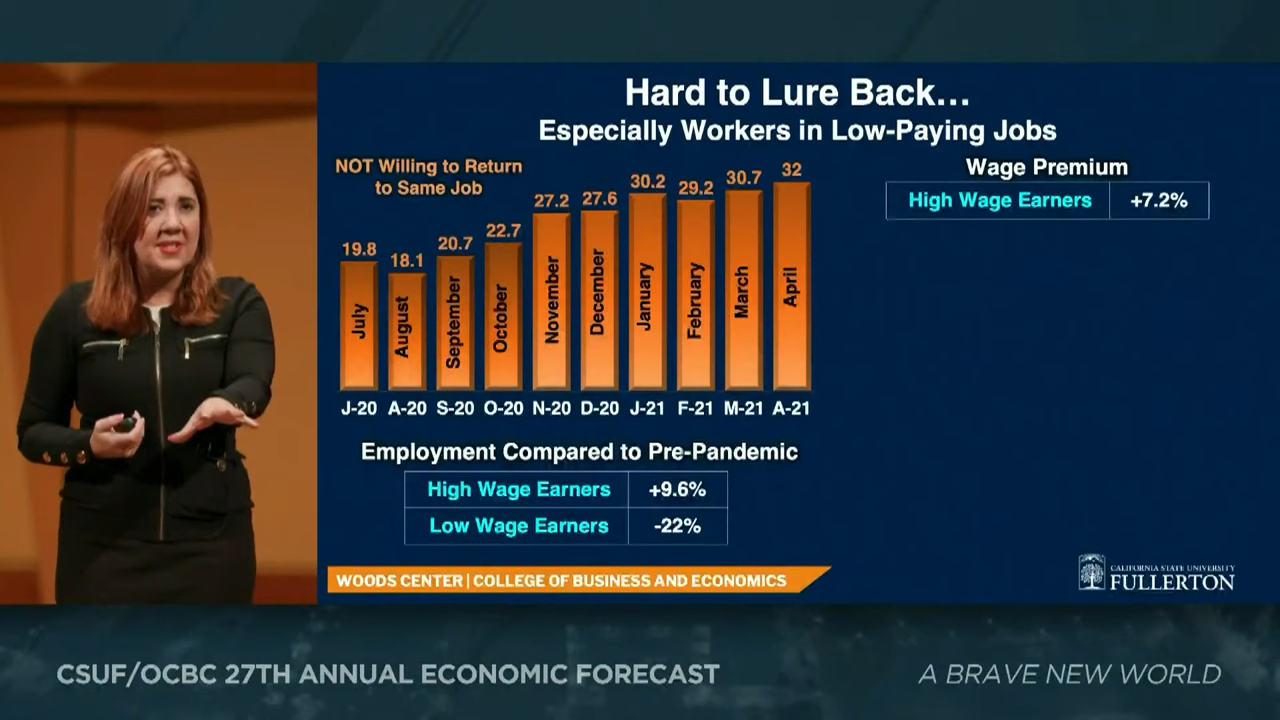 Hard to Lure Back...
Especially Workers in Low-Paying Jobs
NOT Willing to Return
to Same Job
19.8
18.1
20.7
22.7
27.2
27.6
30.2
29.2
30.7
32
July
August
September
October
November
December
January
February
March
April
J-20 A-20 S-20 O-20 N-20 D-20 J-21 F-21 M-21 A-21
Wage Premium
High Wage Earners +7.2%
Employment Compared to Pre-Pandemic
High Wage Earners +9.6%
Low Wage Earners -22%
WOODS CENTER | COLLEGE OF BUSINESS AND ECONOMICS
CALIFORNIA STATE UNIVERSITY
FULLERTON
CSUF/OCBC 27TH ANNUAL ECONOMIC FORECAST
A BRAVE NEW WORLD